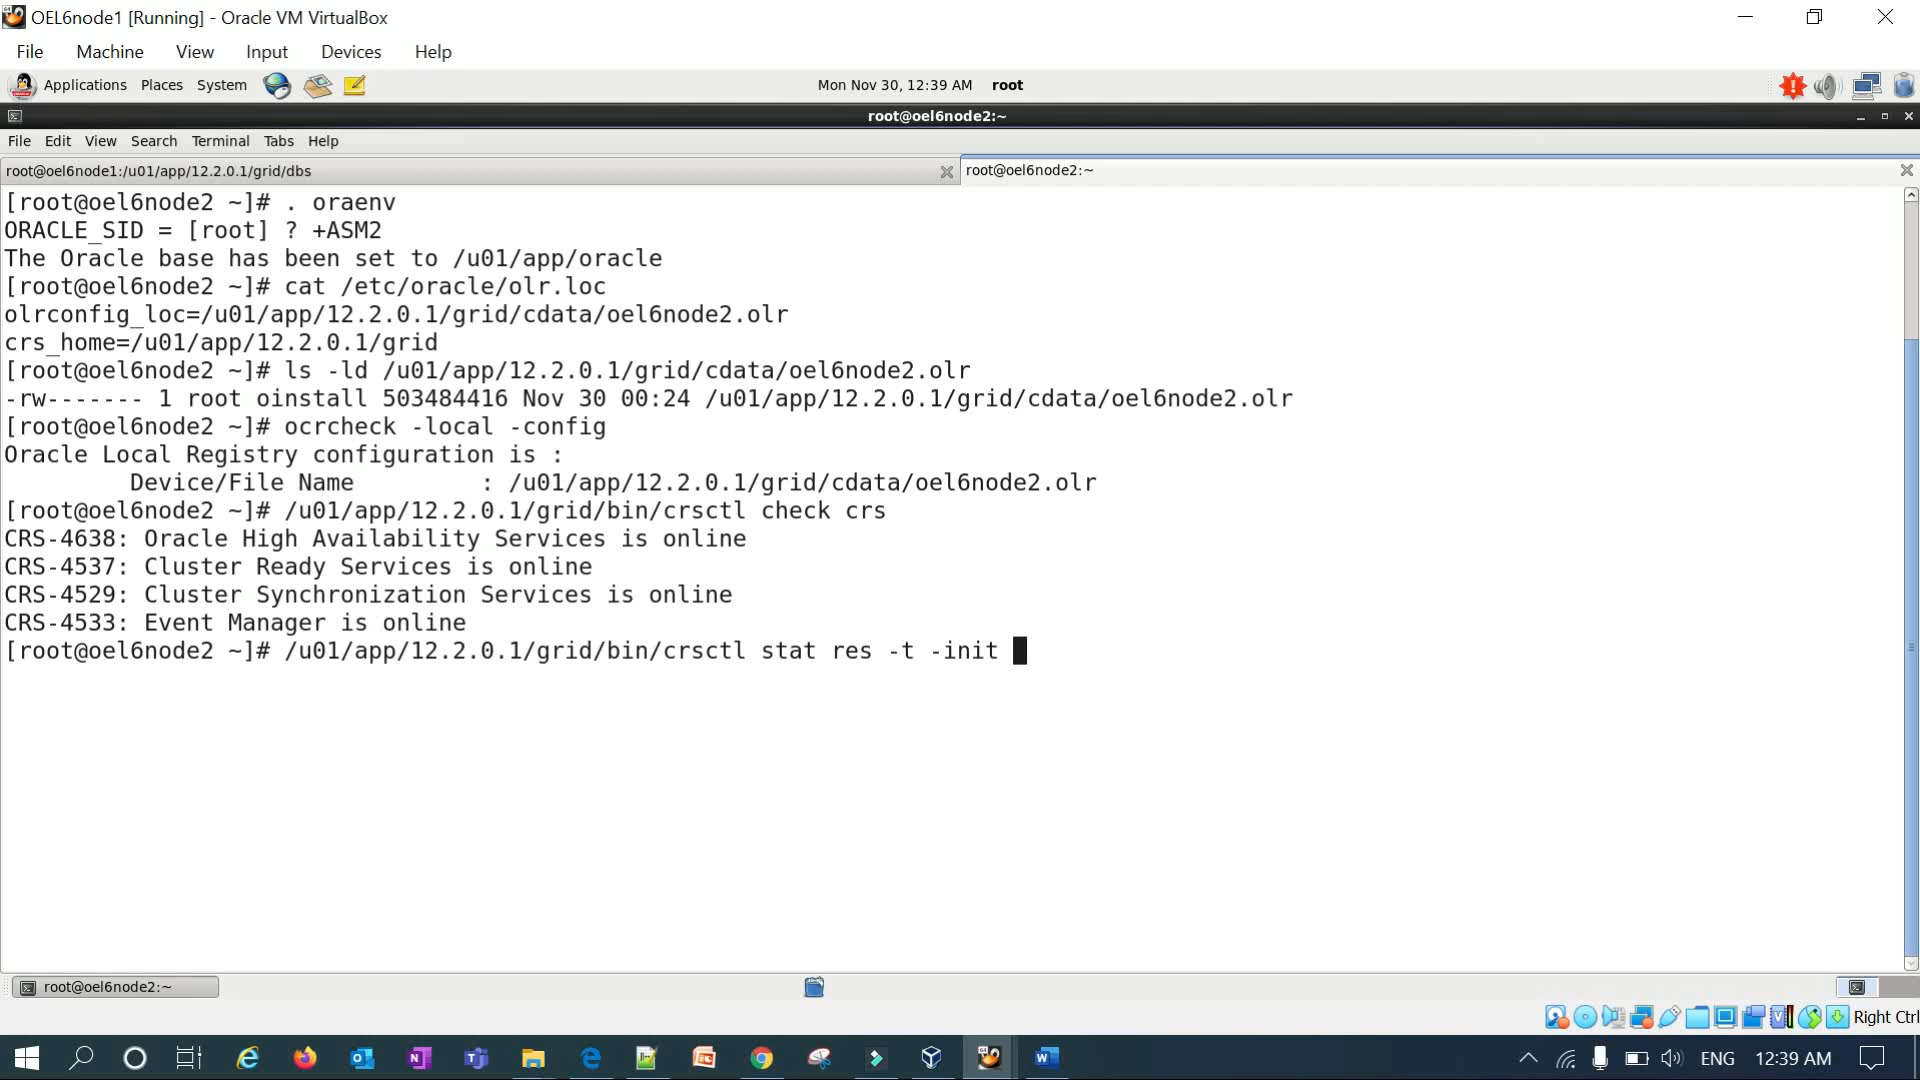 OEL6node1 [Running] - Oracle VM VirtualBox
File Machine View Input Devices Help
Applications Places System Mon Nov 30, 12:39 AM root
root@oel6node2:~
File Edit View Search Terminal Tabs Help
root@oel6node1:/u01/app/12.2.0.1/grid/dbs root@oel6node2:~
[root@oel6node2 ~]# . oraenv
ORACLE_SID = [root] ? +ASM2
The Oracle base has been set to /u01/app/oracle
[root@oel6node2 ~]# cat /etc/oracle/olr.loc
olrconfig_loc=/u01/app/12.2.0.1/grid/cdata/oel6node2.olr
crs_home=/u01/app/12.2.0.1/grid
[root@oel6node2 ~]# ls -ld /u01/app/12.2.0.1/grid/cdata/oel6node2.olr
-rw------- 1 root oinstall 503484416 Nov 30 00:24 /u01/app/12.2.0.1/grid/cdata/oel6node2.olr
[root@oel6node2 ~]# ocrcheck -local -config
Oracle Local Registry configuration is :
Device/File Name : /u01/app/12.2.0.1/grid/cdata/oel6node2.olr
[root@oel6node2 ~]# /u01/app/12.2.0.1/grid/bin/crsctl check crs
CRS-4638: Oracle High Availability Services is online
CRS-4537: Cluster Ready Services is online
CRS-4529: Cluster Synchronization Services is online
CRS-4533: Event Manager is online
[root@oel6node2 ~]# /u01/app/12.2.0.1/grid/bin/crsctl stat res -t -init
root@oel6node2:~
Right Ctrl
ENG 12:39 AM